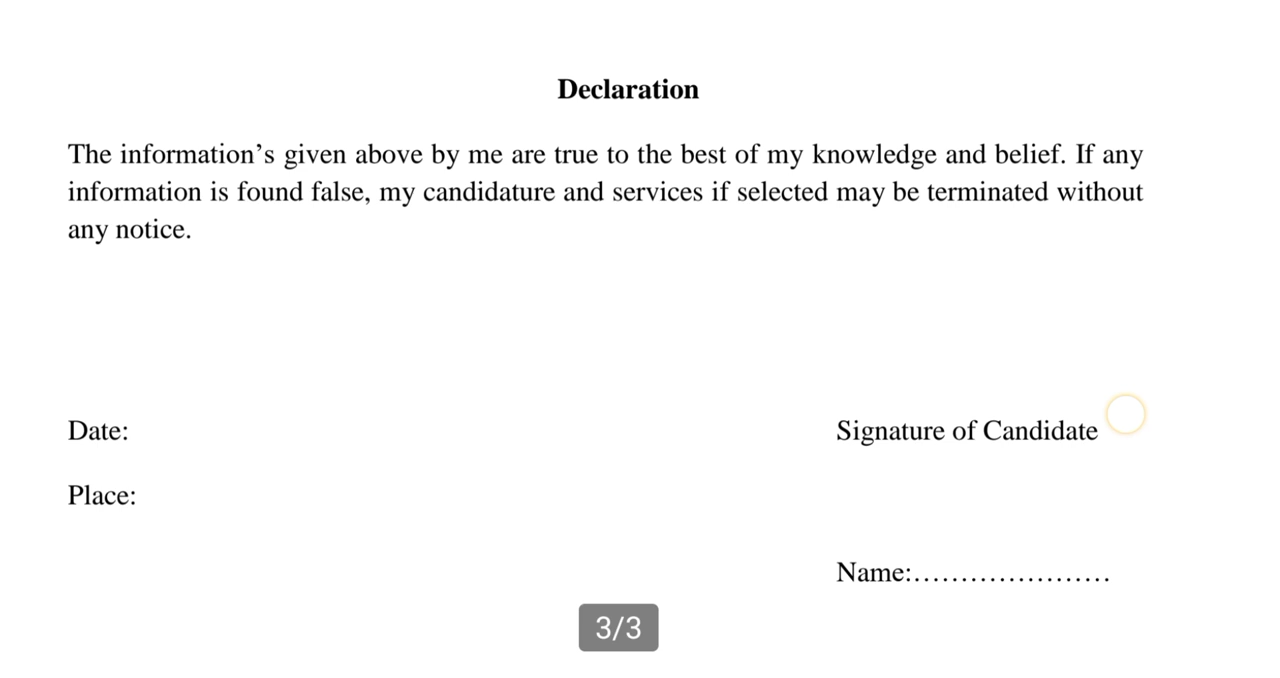 Declaration
The information’s given above by me are true to the best of my knowledge and belief. If any
information is found false, my candidature and services if selected may be terminated without
any notice.
Date:
Signature of Candidate
Place:
Name:.....................
3/3